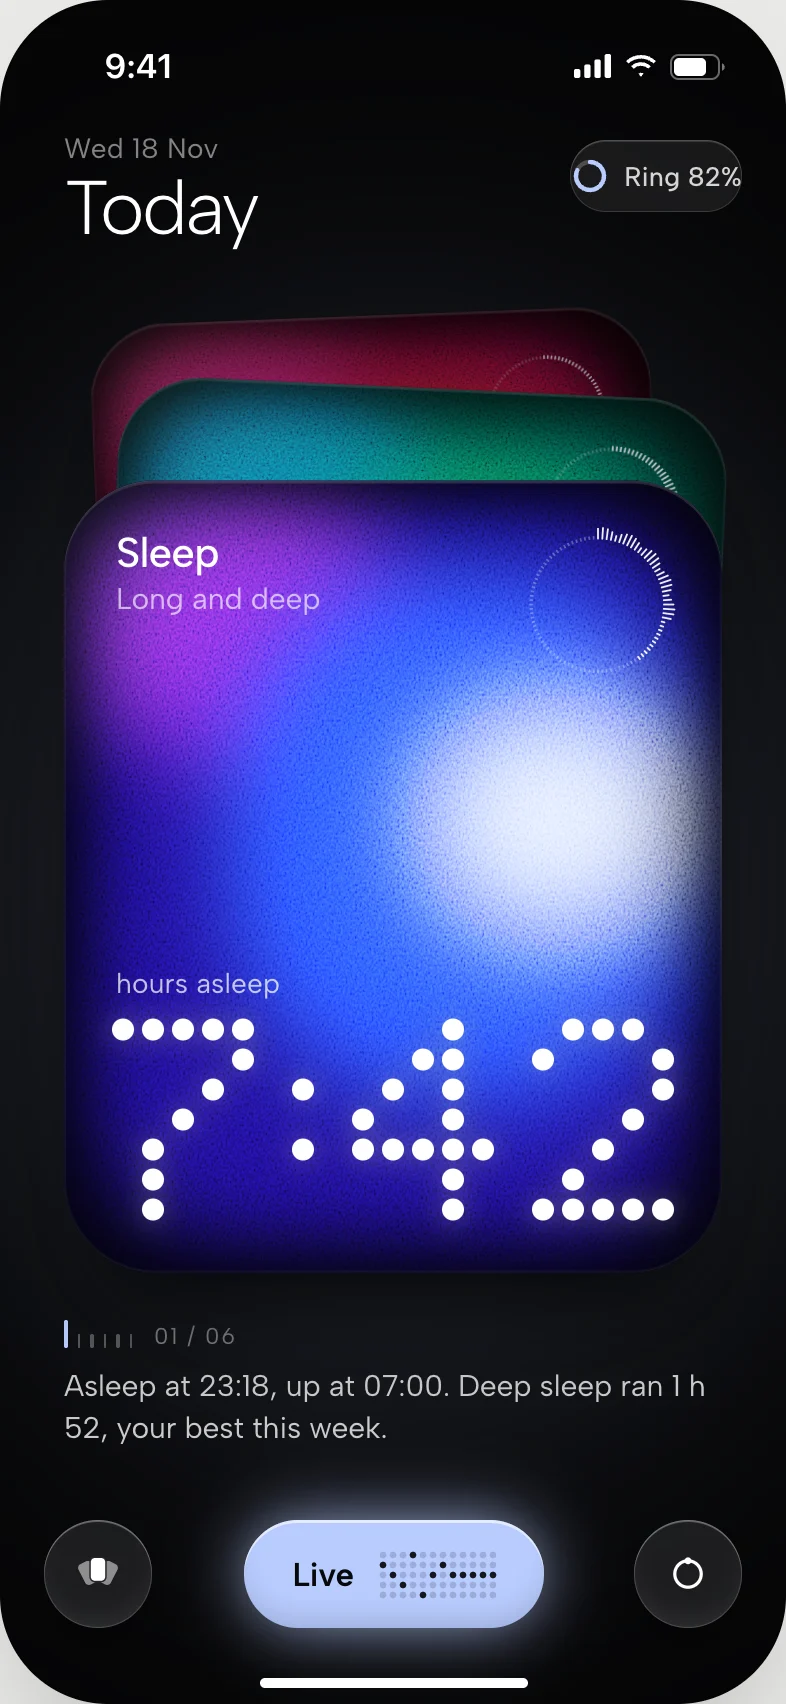 9:41
Wed 18 Nov
Today
Ring 82%
Sleep
Long and deep
hours asleep
7:42
01 / 06
Asleep at 23:18, up at 07:00. Deep sleep ran 1 h
52, your best this week.
Live